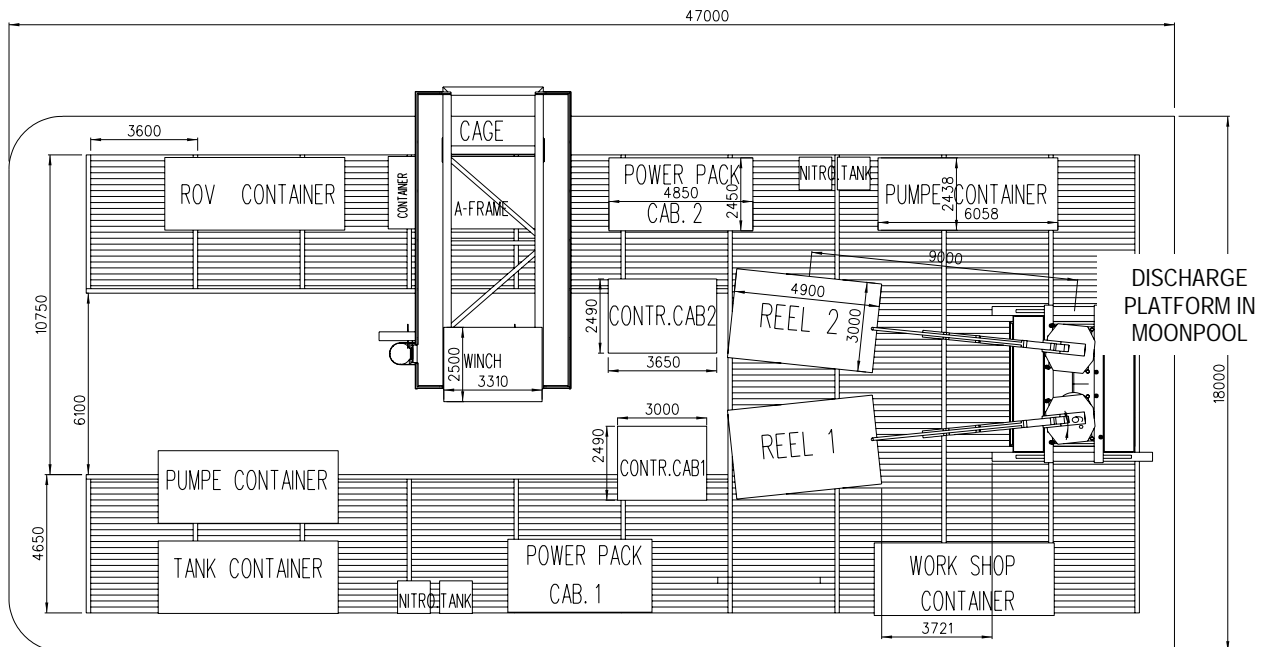 47000
3600
CAGE
ROV CONTAINER
CONTAINER
A-FRAME
POWER PACK
4850
CAB. 2
2450
NITRO.TANK
PUMPE CONTAINER
2438
6058
9000
DISCHARGE
PLATFORM IN
MOONPOOL
10750
2490
CONTR.CAB2
3650
4900
REEL 2
3000
WINCH
2500
3310
18000
6100
3000
2490
CONTR.CAB1
REEL 1
PUMPE CONTAINER
4650
TANK CONTAINER
NITRO.TANK
POWER PACK
CAB. 1
WORK SHOP
CONTAINER
3721